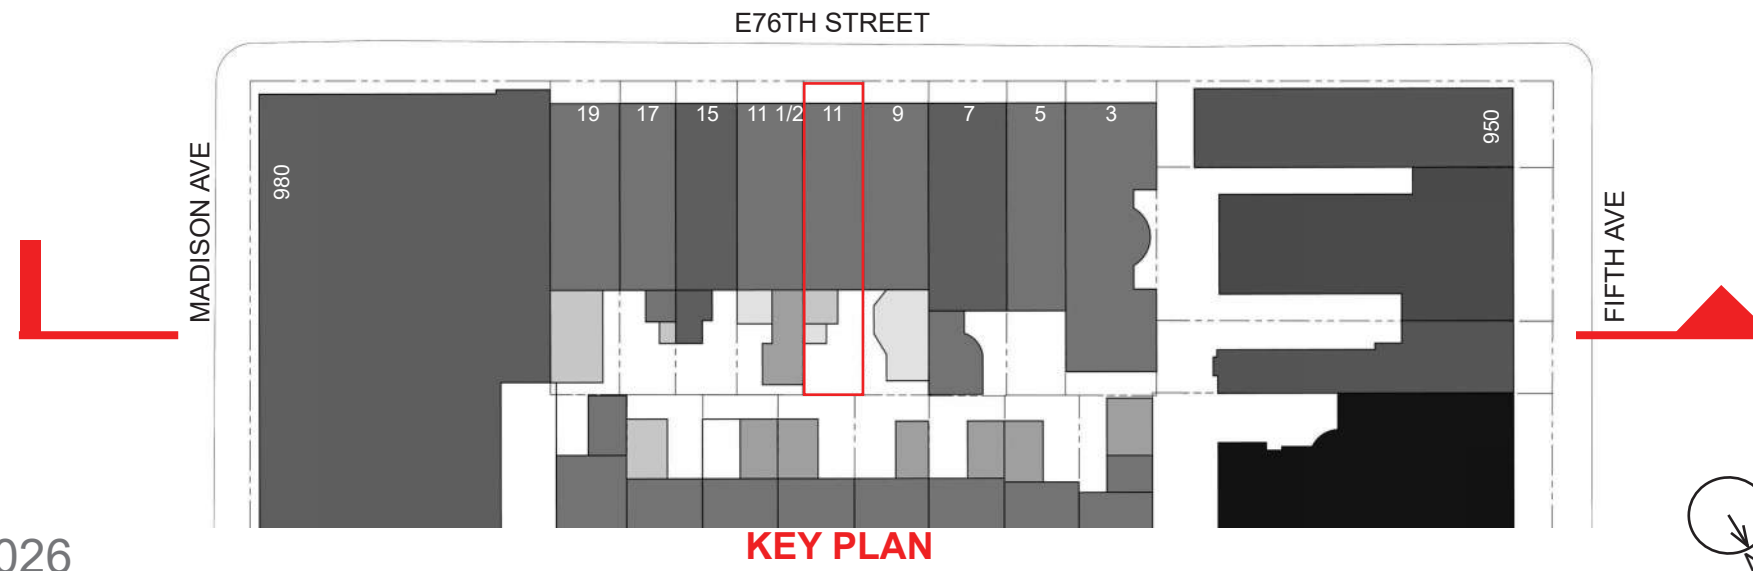 E76TH STREET
19 17 15 11 1/2 11 9 7 5 3
950
980
MADISON AVE
FIFTH AVE
KEY PLAN
026